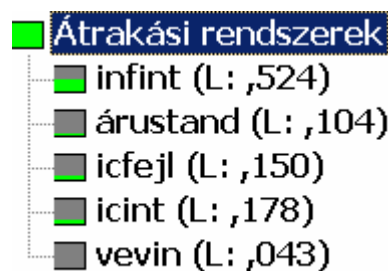 Átrakási rendszerek
infint (L: ,524)
árustand (L: ,104)
icfejl (L: ,150)
icint (L: ,178)
vevin (L: ,043)